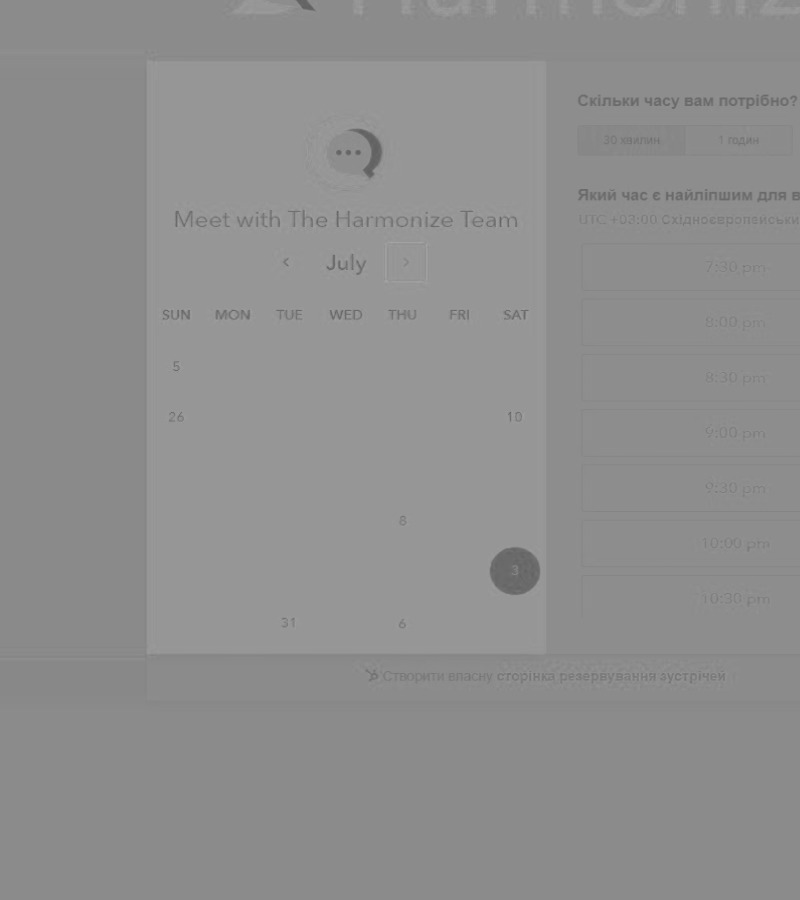 Harmoniz
Meet with The Harmonize Team
‹ July ›
SUN MON TUE WED THU FRI SAT
5
26 10
8
3
31 6
Скільки часу вам потрібно?
30 хвилин 1 годин
Який час є найліпшим для в
UTC +03:00 Східноєвропейськи
7:30 pm
8:00 pm
8:30 pm
9:00 pm
9:30 pm
10:00 pm
10:30 pm
Створити власну сторінка резервування зустрічей